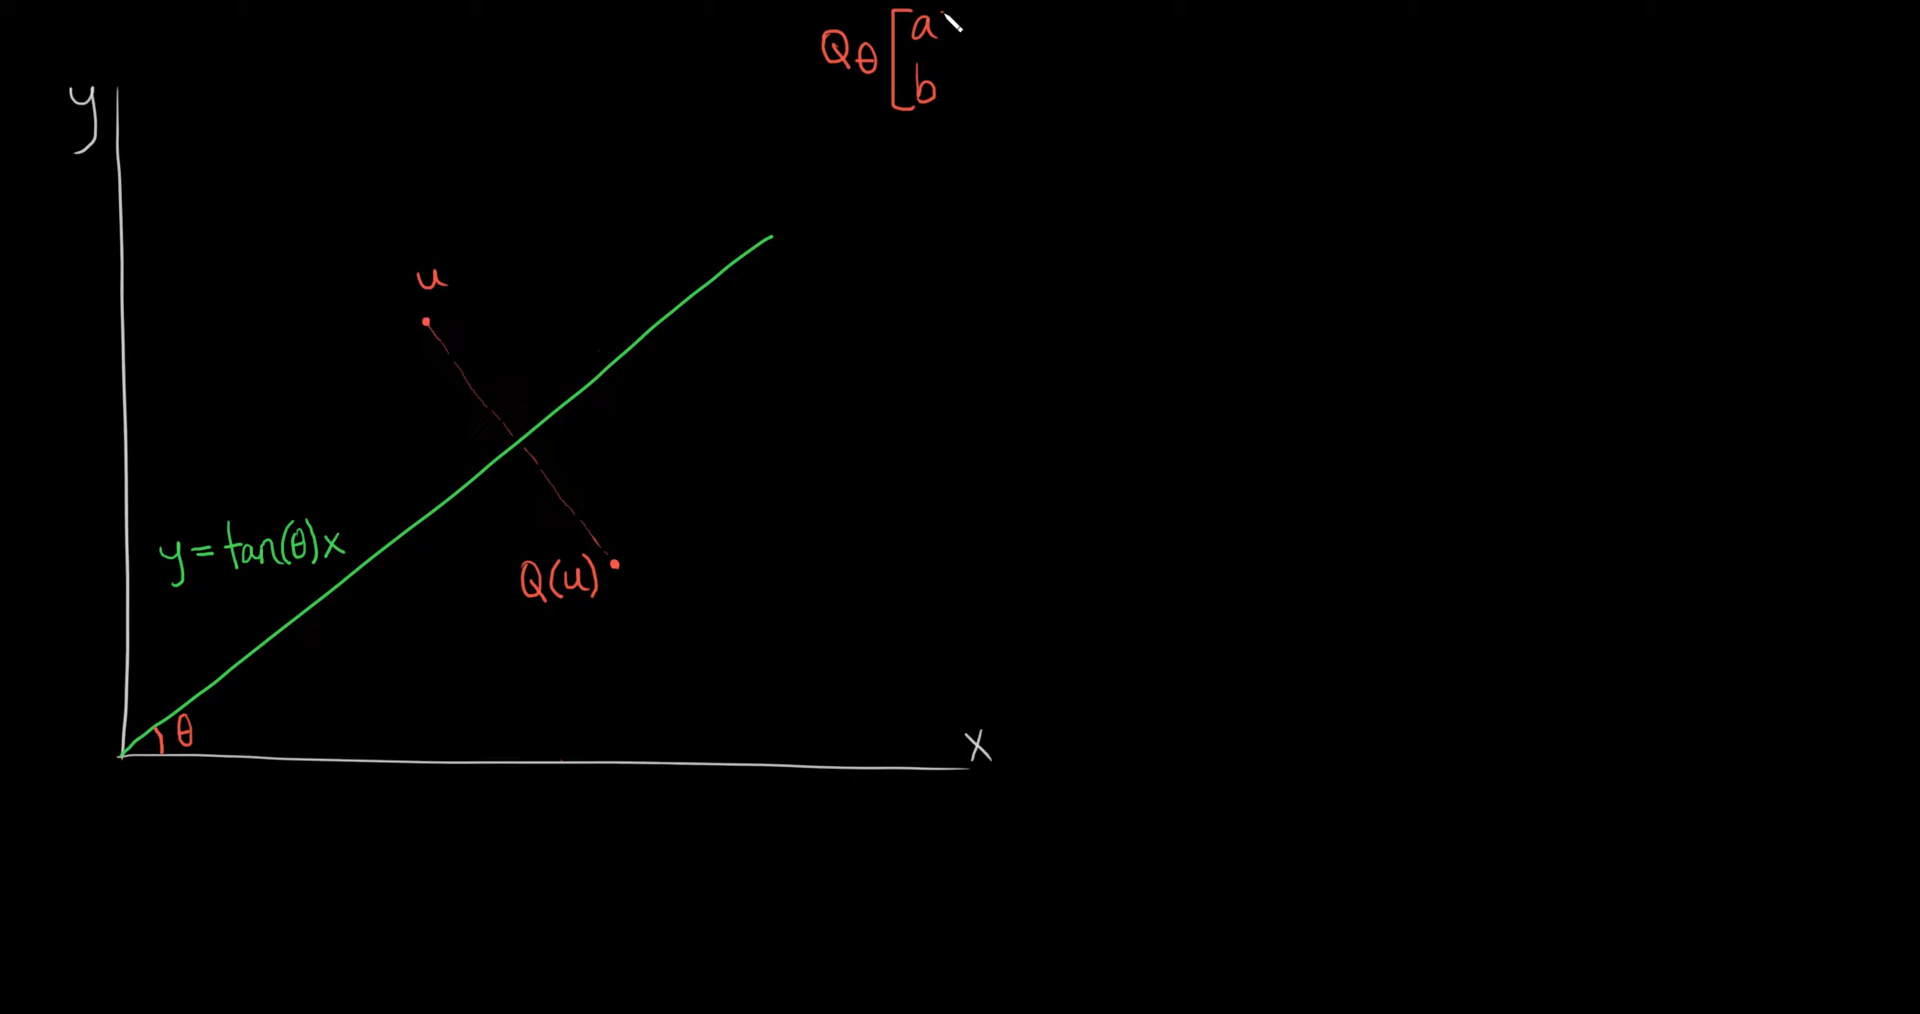 Qθ [a
b
y
u
y = tan(θ)x
Q(u)
θ
x